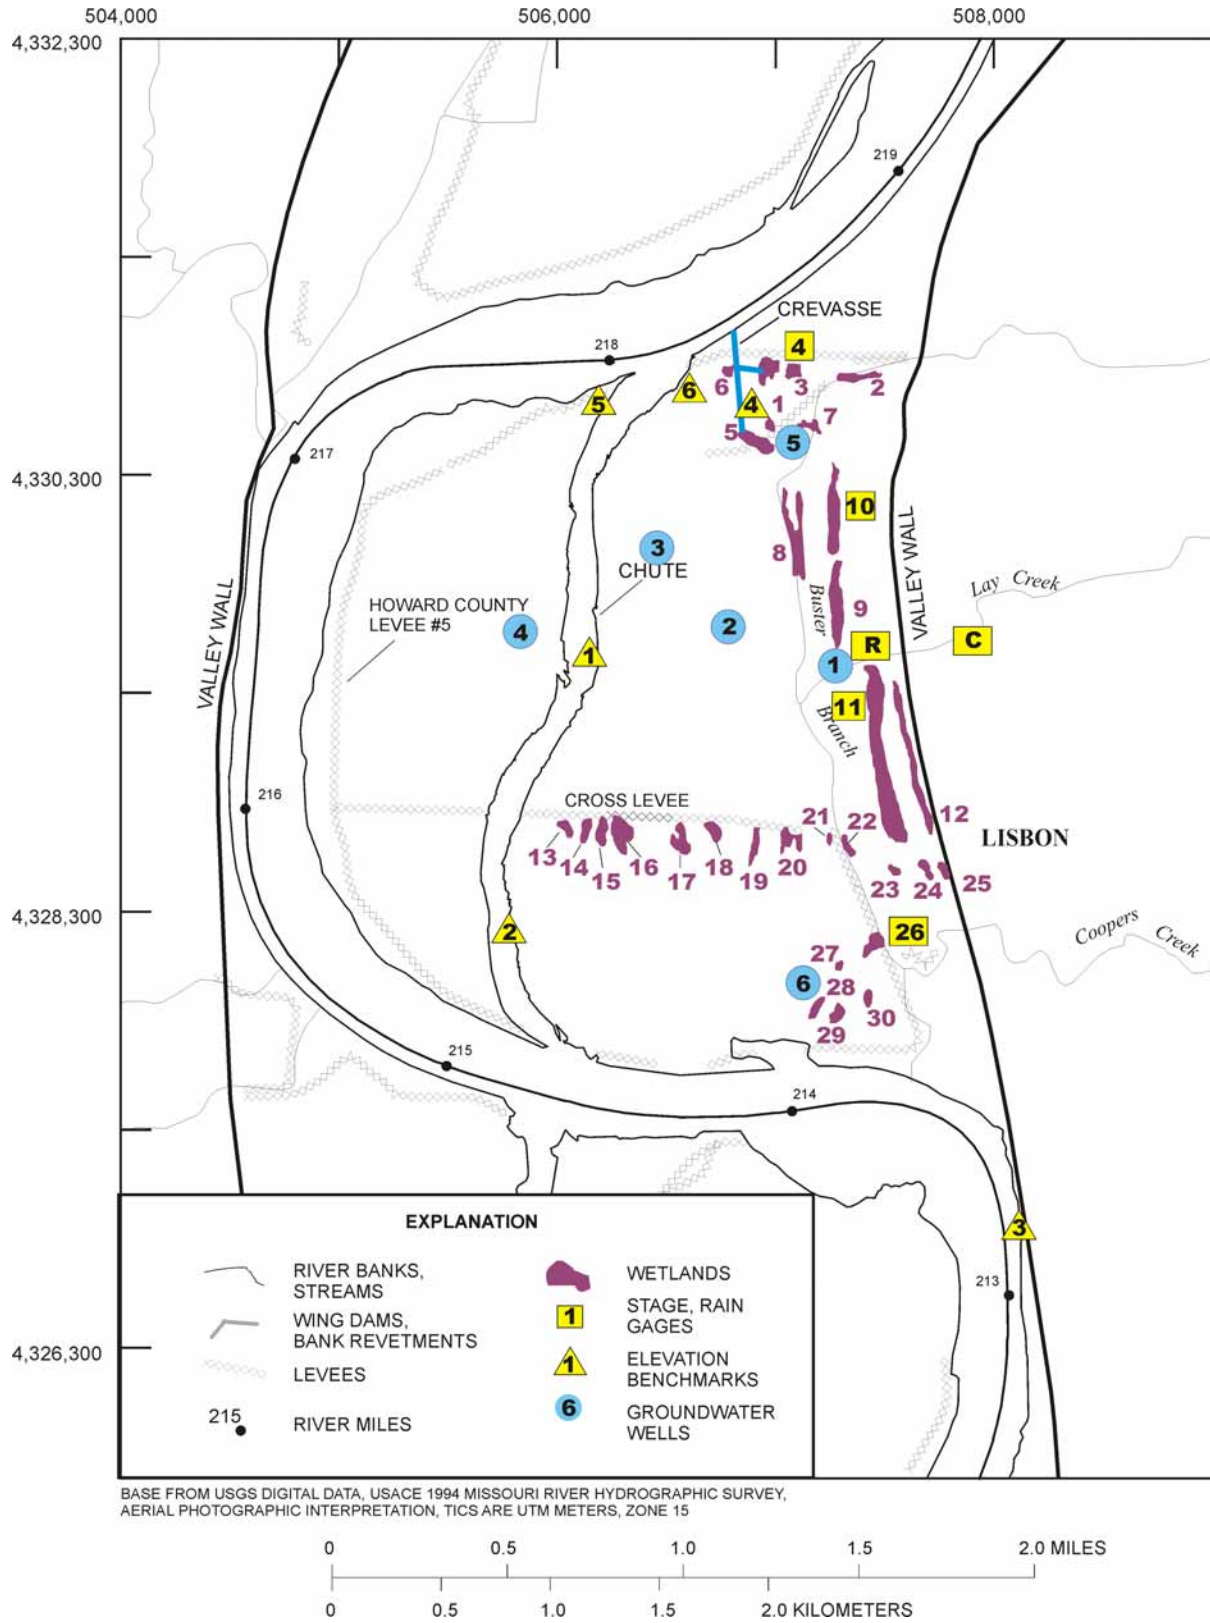 504,000
506,000
508,000
4,332,300
219
CREVASSE
218
4
6
3
2
5
6
4
1
7
5
5
217
4,330,300
10
8
3
CHUTE
Buster
9
Lay Creek
VALLEY WALL
VALLEY WALL
HOWARD COUNTY
LEVEE #5
4
2
R
C
1
1
11
Branch
216
CROSS LEVEE
21
22
12
LISBON
13
14
15
16
17
18
19
20
23
24
25
4,328,300
2
26
Coopers
Creek
27
6
28
30
29
215
214
3
213
EXPLANATION
RIVER BANKS,
STREAMS
WING DAMS,
BANK REVETMENTS
LEVEES
215
RIVER MILES
WETLANDS
1
STAGE, RAIN
GAGES
1
ELEVATION
BENCHMARKS
6
GROUNDWATER
WELLS
4,326,300
BASE FROM USGS DIGITAL DATA, USACE 1994 MISSOURI RIVER HYDROGRAPHIC SURVEY,
AERIAL PHOTOGRAPHIC INTERPRETATION, TICS ARE UTM METERS, ZONE 15
0 0.5 1.0 1.5 2.0 MILES
0 0.5 1.0 1.5 2.0 KILOMETERS